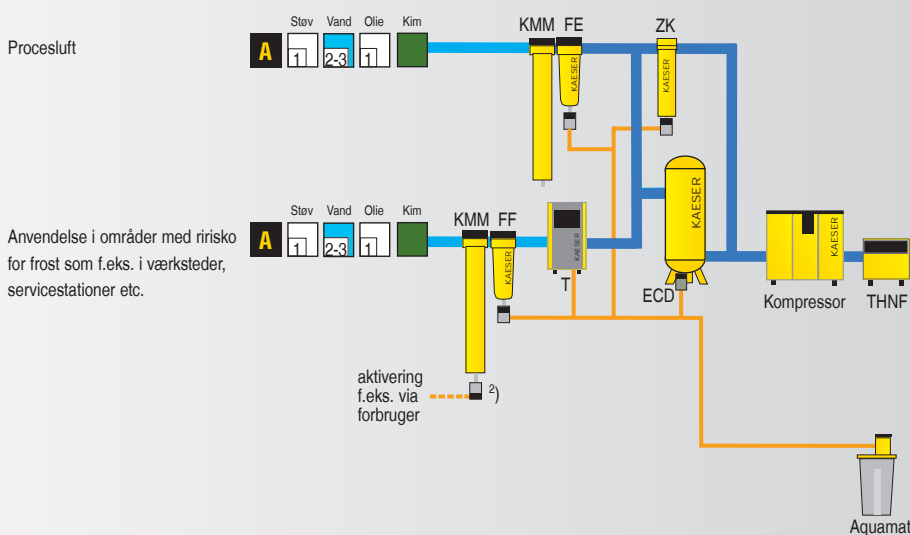 Støv Vand Olie Kim
Procesluft
A 1 2-3 1
KMM FE ZK
KAESER
KAESER
Støv Vand Olie Kim
Anvendelse i områder med ririsko
for frost som f.eks. i værksteder,
servicestationer etc.
A 1 2-3 1
KMM FF
KAESER
KAESER
KAESER
T
ECD
Kompressor THNF
aktivering
f.eks. via
forbruger
2)
Aquamat